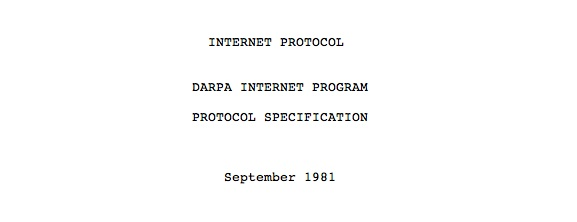 INTERNET PROTOCOL
DARPA INTERNET PROGRAM
PROTOCOL SPECIFICATION
September 1981